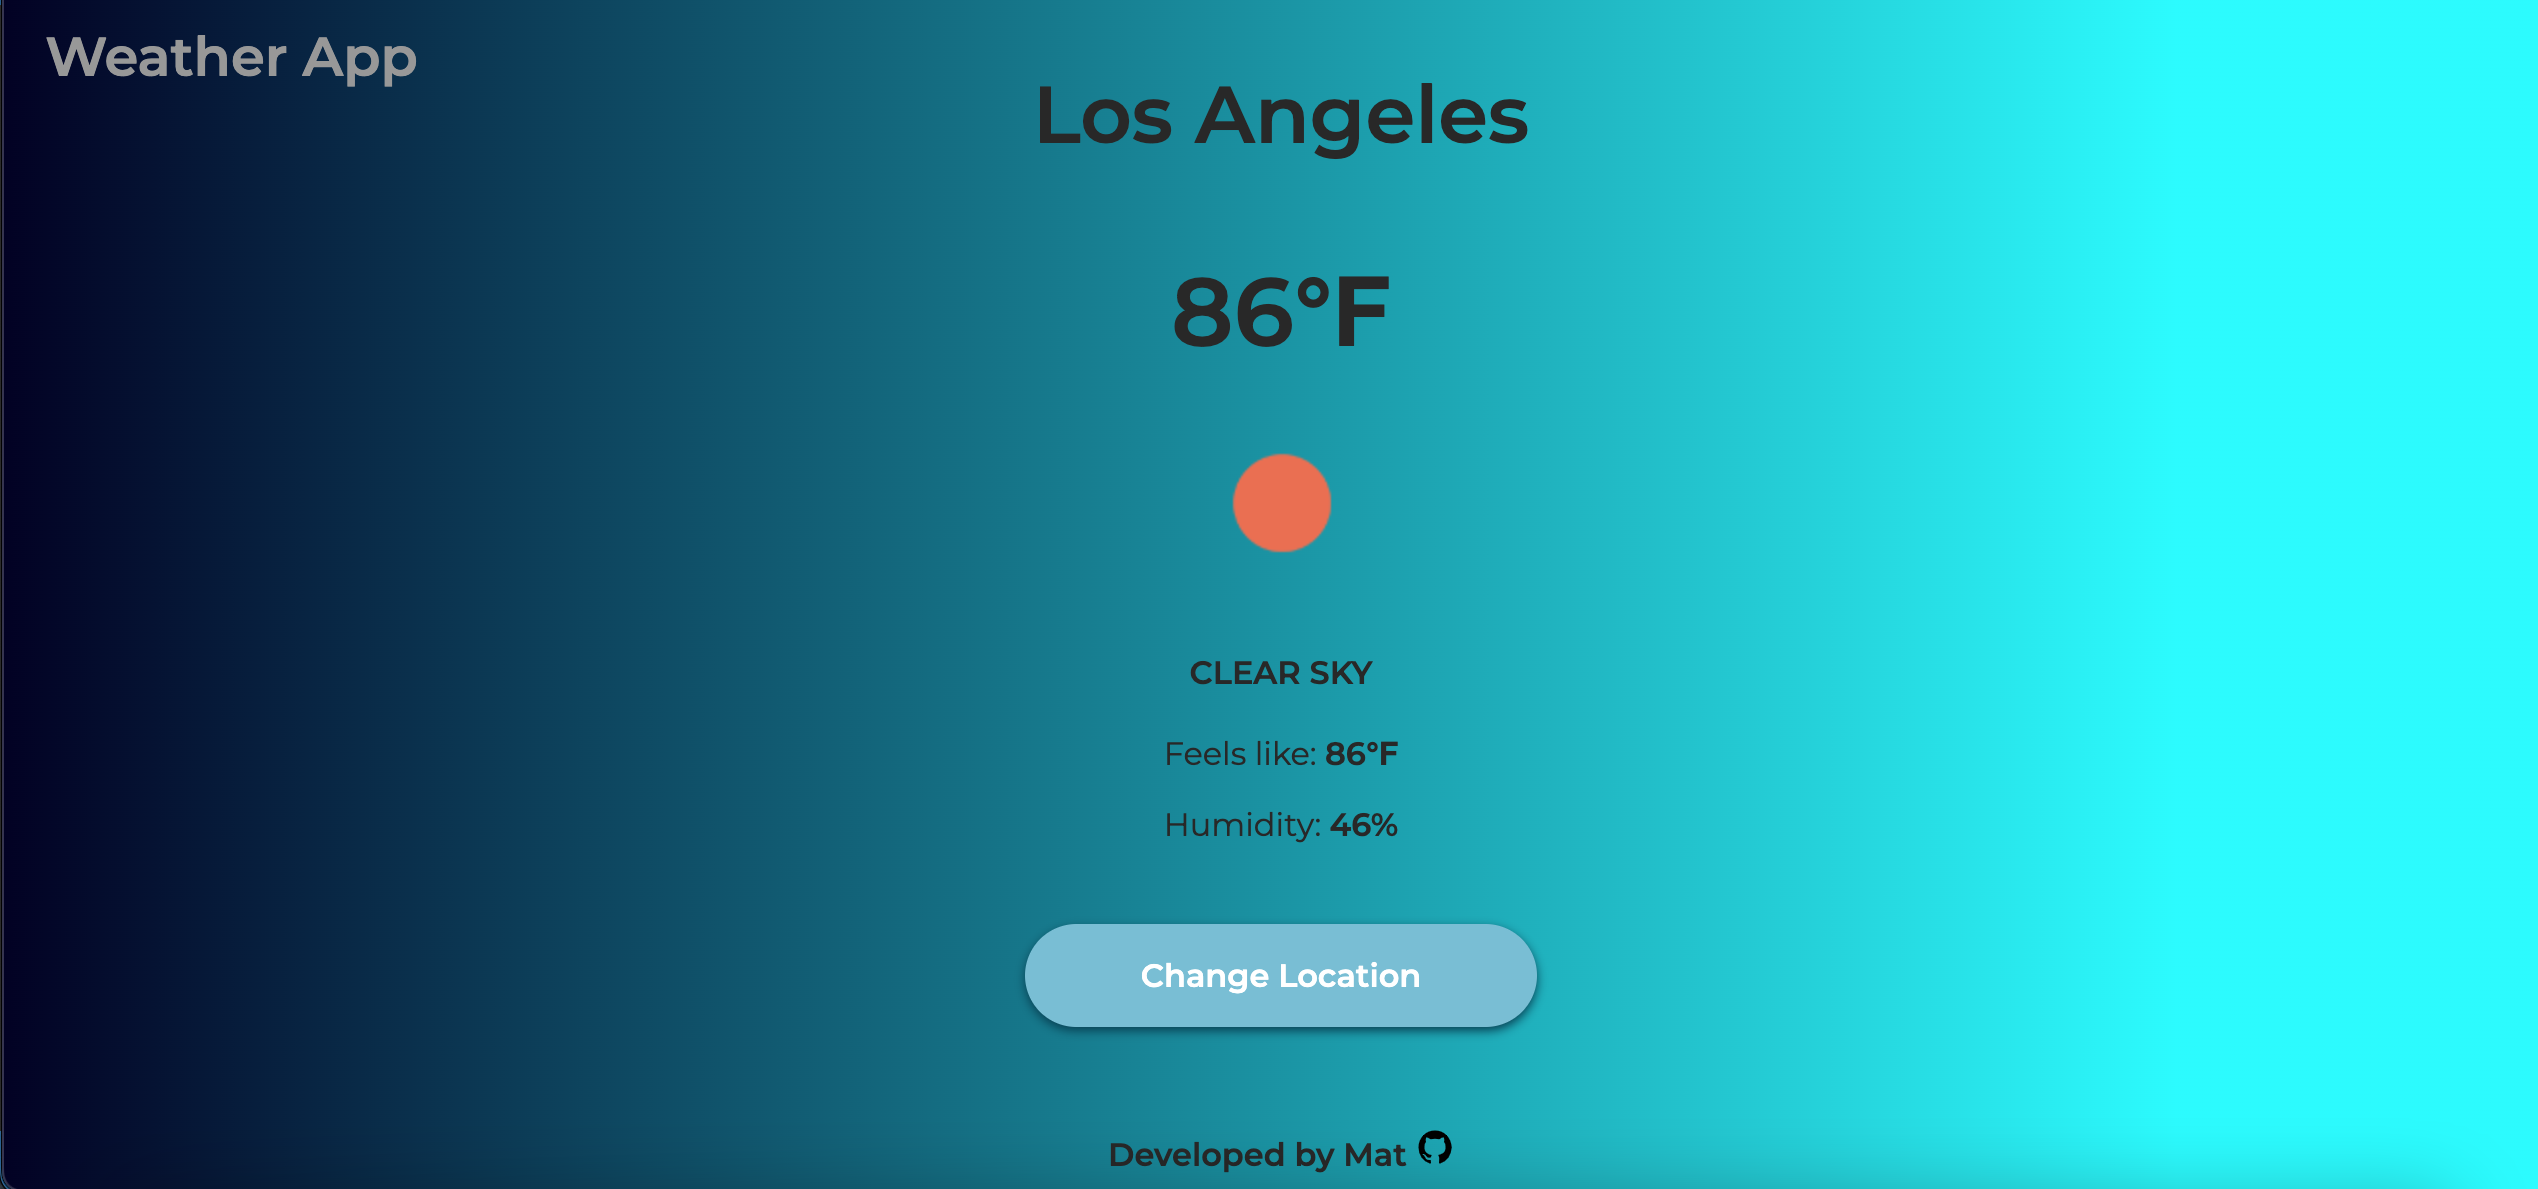 Weather App
Los Angeles
86°F
CLEAR SKY
Feels like: 86°F
Humidity: 46%
Change Location
Developed by Mat